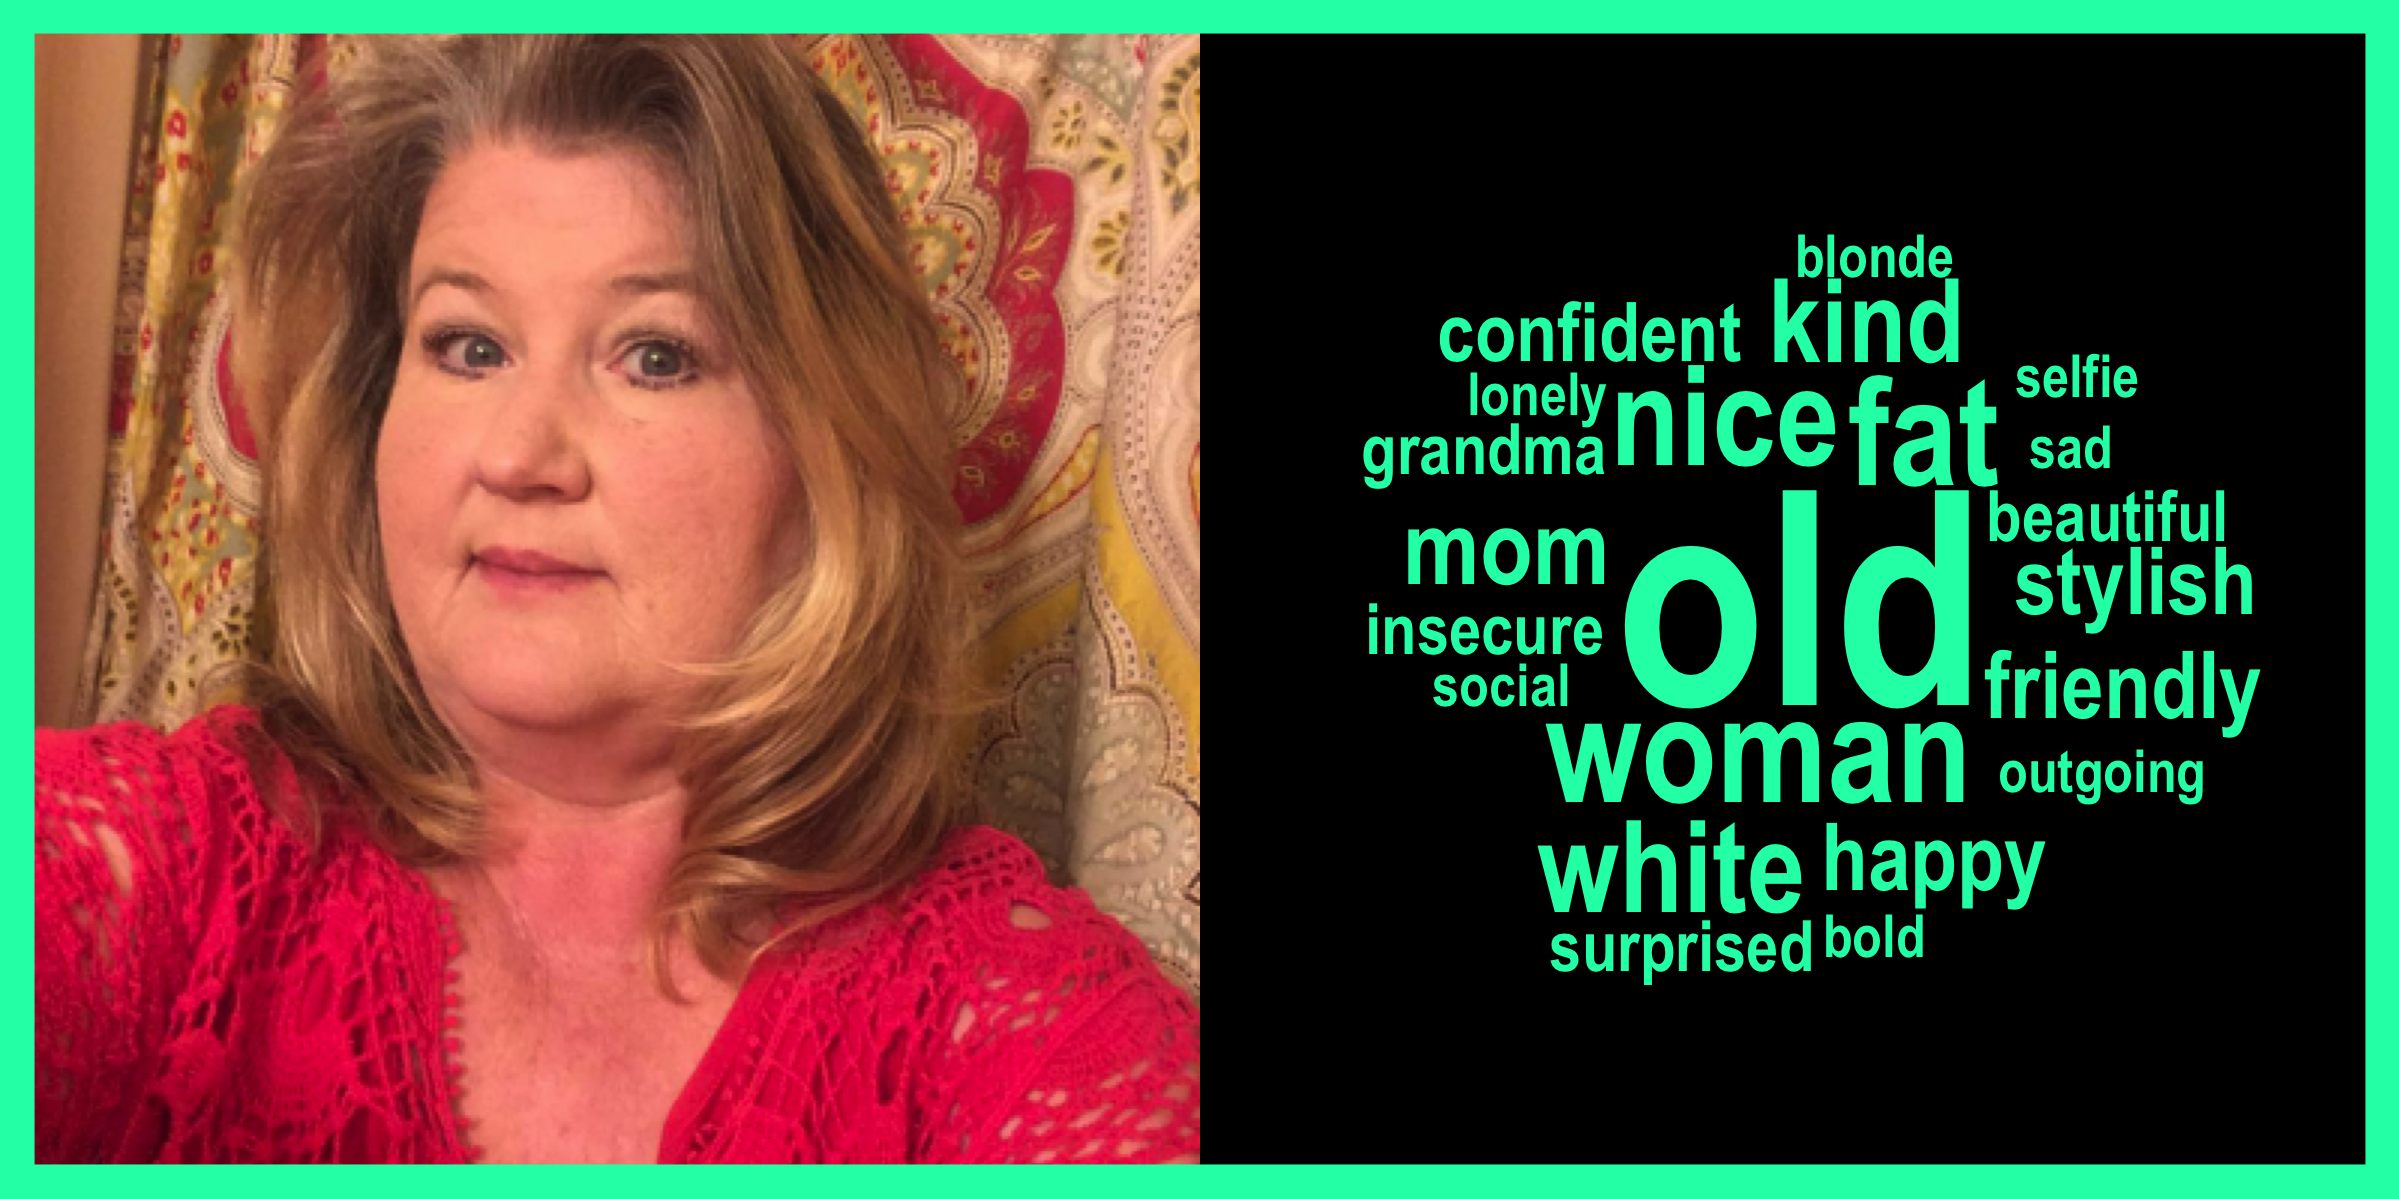 blonde
confident kind
lonely nice fat selfie
grandma sad
beautiful
mom old stylish
insecure
social friendly
woman outgoing
white happy
surprised bold